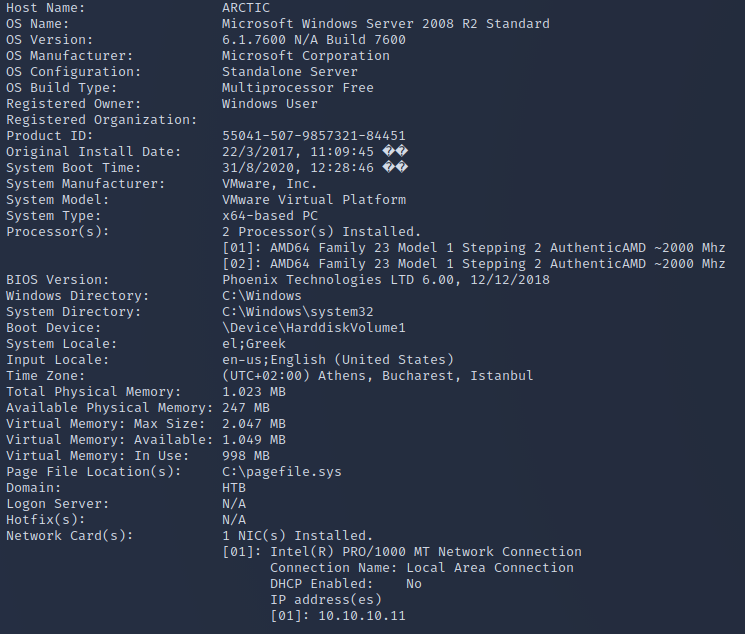 Host Name:                 ARCTIC
OS Name:                   Microsoft Windows Server 2008 R2 Standard
OS Version:                6.1.7600 N/A Build 7600
OS Manufacturer:           Microsoft Corporation
OS Configuration:          Standalone Server
OS Build Type:             Multiprocessor Free
Registered Owner:          Windows User
Registered Organization:
Product ID:                55041-507-9857321-84451
Original Install Date:     22/3/2017, 11:09:45 ��
System Boot Time:          31/8/2020, 12:28:46 ��
System Manufacturer:       VMware, Inc.
System Model:              VMware Virtual Platform
System Type:               x64-based PC
Processor(s):              2 Processor(s) Installed.
                           [01]: AMD64 Family 23 Model 1 Stepping 2 AuthenticAMD ~2000 Mhz
                           [02]: AMD64 Family 23 Model 1 Stepping 2 AuthenticAMD ~2000 Mhz
BIOS Version:              Phoenix Technologies LTD 6.00, 12/12/2018
Windows Directory:         C:\Windows
System Directory:          C:\Windows\system32
Boot Device:               \Device\HarddiskVolume1
System Locale:             el;Greek
Input Locale:              en-us;English (United States)
Time Zone:                 (UTC+02:00) Athens, Bucharest, Istanbul
Total Physical Memory:     1.023 MB
Available Physical Memory: 247 MB
Virtual Memory: Max Size:  2.047 MB
Virtual Memory: Available: 1.049 MB
Virtual Memory: In Use:    998 MB
Page File Location(s):     C:\pagefile.sys
Domain:                    HTB
Logon Server:              N/A
Hotfix(s):                 N/A
Network Card(s):           1 NIC(s) Installed.
                           [01]: Intel(R) PRO/1000 MT Network Connection
                                 Connection Name: Local Area Connection
                                 DHCP Enabled:    No
                                 IP address(es)
                                 [01]: 10.10.10.11